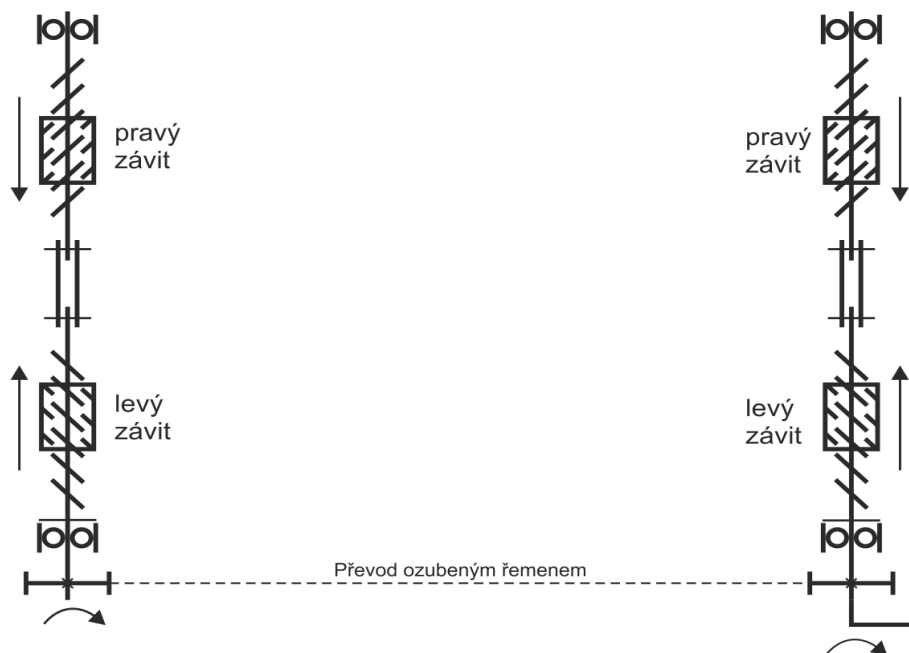 pravý
závit
pravý
závit
levý
závit
levý
závit
Převod ozubeným řemenem